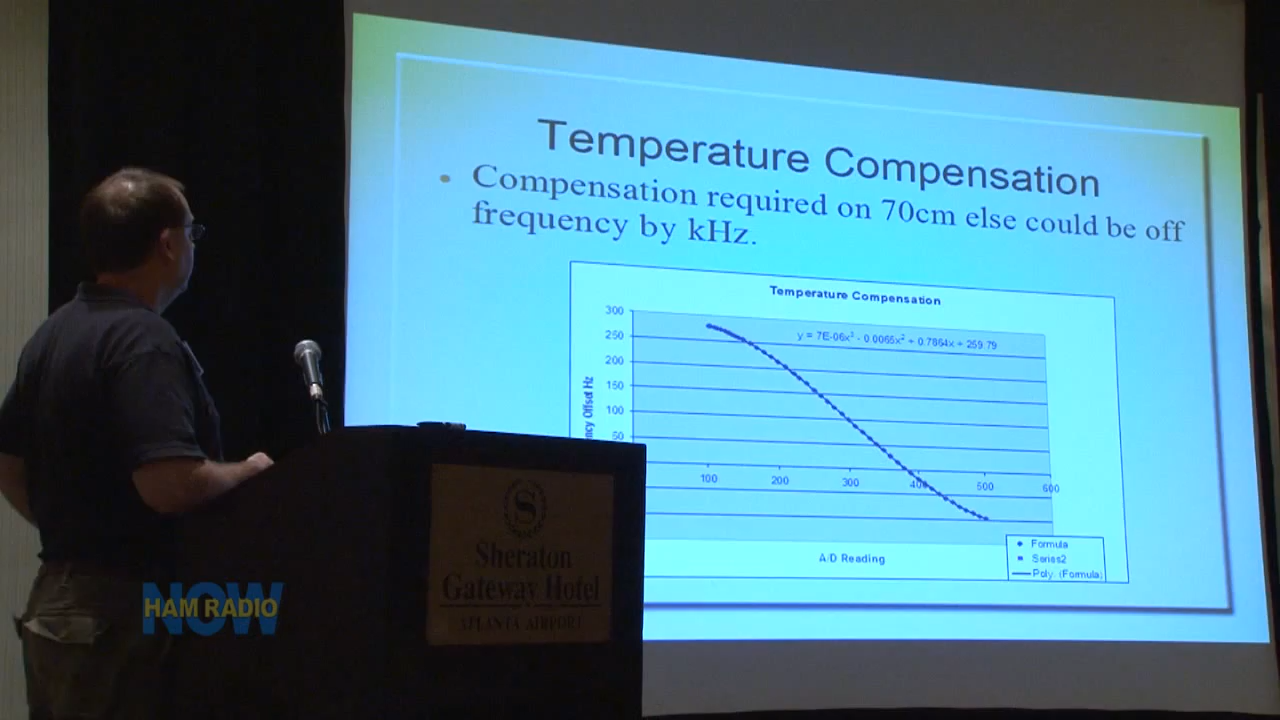 Temperature Compensation
• Compensation required on 70cm else could be off
frequency by kHz.
Temperature Compensation
y = 7E-06x³ - 0.0065x² + 0.7864x + 259.79
300
250
200
150
100
50
100 200 300 400 500 600
Offset Hz
A/D Reading
Formula
Series2
Poly. (Formula)
S
Sheraton
Gateway Hotel
ATLANTA AIRPORT
HAM RADIO
NOW